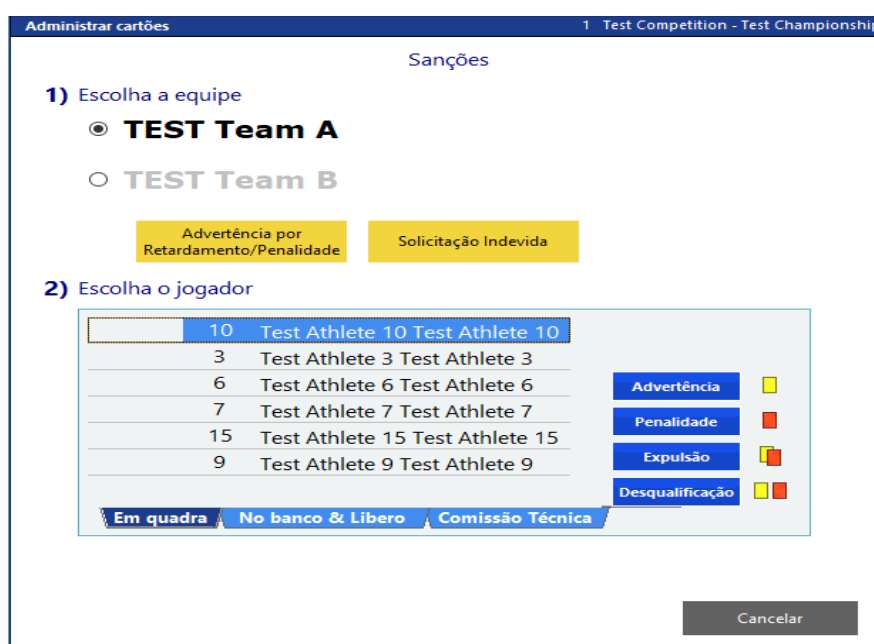 Administrar cartões
1 Test Competition - Test Championship
Sanções
1) Escolha a equipe
TEST Team A
TEST Team B
Advertência por
Retardamento/Penalidade
Solicitação Indevida
2) Escolha o jogador
10 Test Athlete 10 Test Athlete 10
3 Test Athlete 3 Test Athlete 3
6 Test Athlete 6 Test Athlete 6
7 Test Athlete 7 Test Athlete 7
15 Test Athlete 15 Test Athlete 15
9 Test Athlete 9 Test Athlete 9
Advertência
Penalidade
Expulsão
Desqualificação
Em quadra No banco & Libero Comissão Técnica
Cancelar